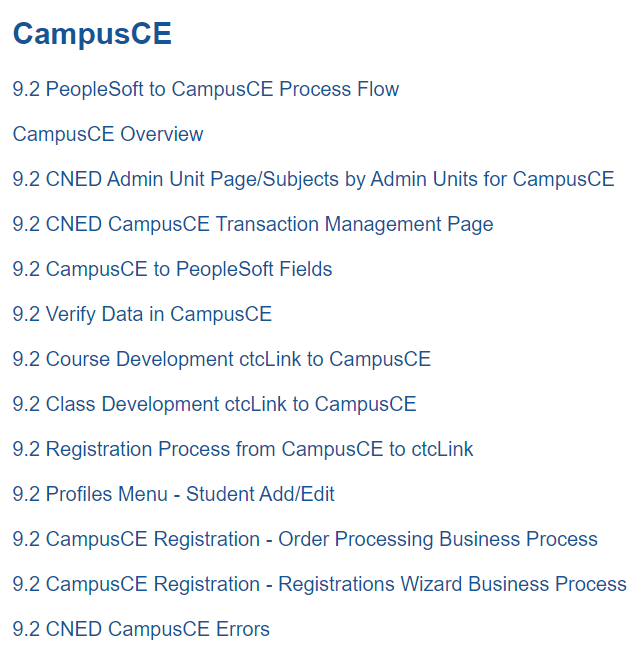 CampusCE
9.2 PeopleSoft to CampusCE Process Flow
CampusCE Overview
9.2 CNED Admin Unit Page/Subjects by Admin Units for CampusCE
9.2 CNED CampusCE Transaction Management Page
9.2 CampusCE to PeopleSoft Fields
9.2 Verify Data in CampusCE
9.2 Course Development ctcLink to CampusCE
9.2 Class Development ctcLink to CampusCE
9.2 Registration Process from CampusCE to ctcLink
9.2 Profiles Menu - Student Add/Edit
9.2 CampusCE Registration - Order Processing Business Process
9.2 CampusCE Registration - Registrations Wizard Business Process
9.2 CNED CampusCE Errors